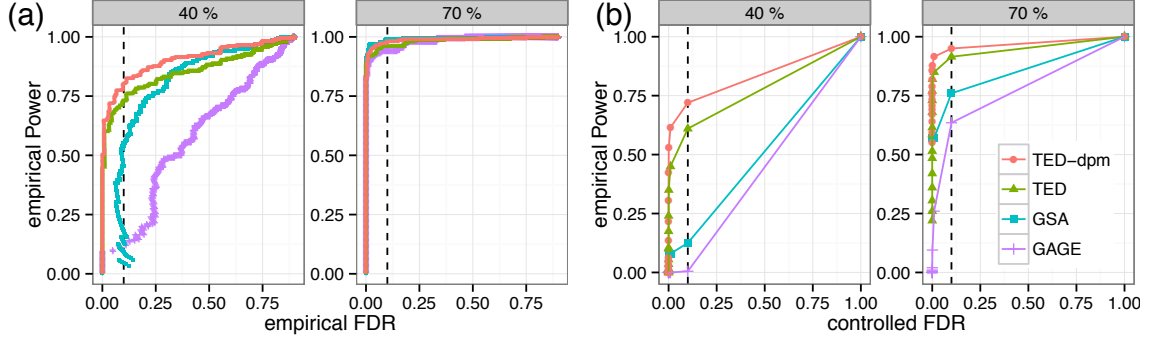 (a)
40 %
70 %
empirical Power
1.00
0.75
0.50
0.25
0.00
0.00 0.25 0.50 0.75
0.00 0.25 0.50 0.75
empirical FDR
(b)
40 %
70 %
empirical Power
1.00
0.75
0.50
0.25
0.00
TED-dpm
TED
GSA
GAGE
0.00 0.25 0.50 0.75 1.00
0.00 0.25 0.50 0.75 1.00
controlled FDR